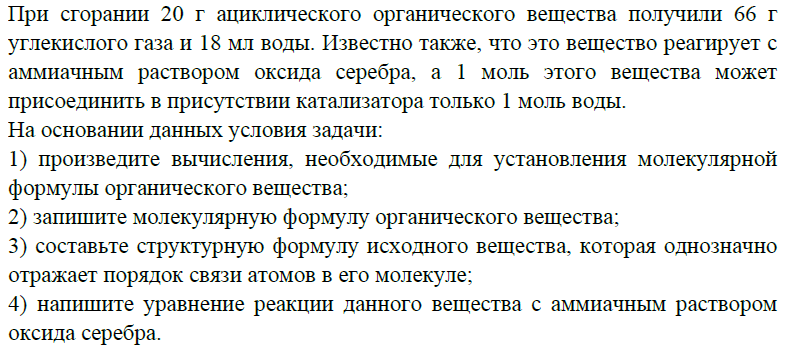 При сгорании 20 г ациклического органического вещества получили 66 г
углекислого газа и 18 мл воды. Известно также, что это вещество реагирует с
аммиачным раствором оксида серебра, а 1 моль этого вещества может
присоединить в присутствии катализатора только 1 моль воды.
На основании данных условия задачи:
1) произведите вычисления, необходимые для установления молекулярной
формулы органического вещества;
2) запишите молекулярную формулу органического вещества;
3) составьте структурную формулу исходного вещества, которая однозначно
отражает порядок связи атомов в его молекуле;
4) напишите уравнение реакции данного вещества с аммиачным раствором
оксида серебра.